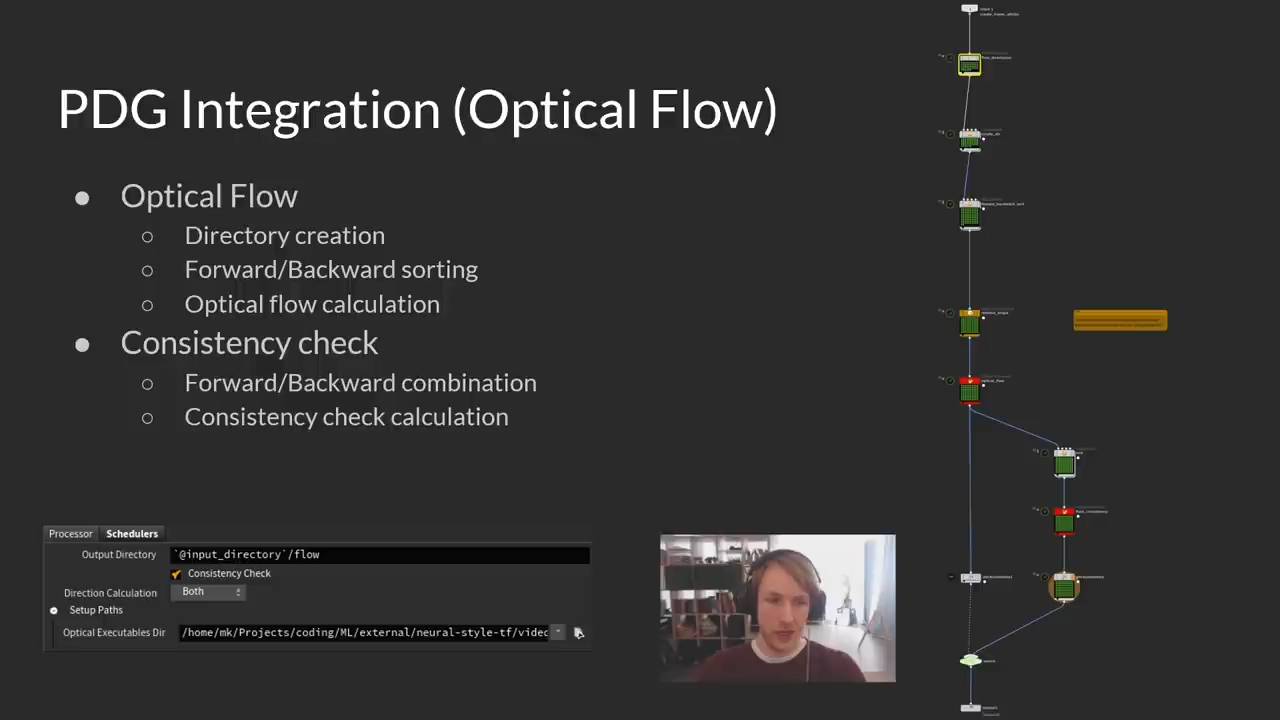 PDG Integration (Optical Flow)
Optical Flow
Directory creation
Forward/Backward sorting
Optical flow calculation
Consistency check
Forward/Backward combination
Consistency check calculation
Processor Schedulers
Output Directory `@input_directory`/flow
Consistency Check
Direction Calculation Both
Setup Paths
Optical Executables Dir /home/mk/Projects/coding/ML/external/neural-style-tf/video